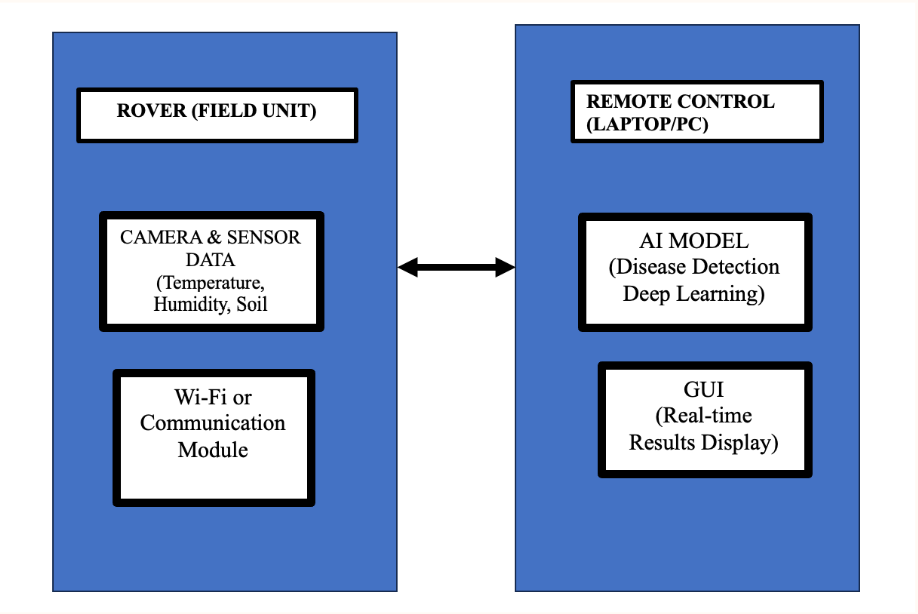 ROVER (FIELD UNIT)
CAMERA & SENSOR
DATA
(Temperature,
Humidity, Soil
Wi-Fi or
Communication
Module
REMOTE CONTROL
(LAPTOP/PC)
AI MODEL
(Disease Detection
Deep Learning)
GUI
(Real-time
Results Display)